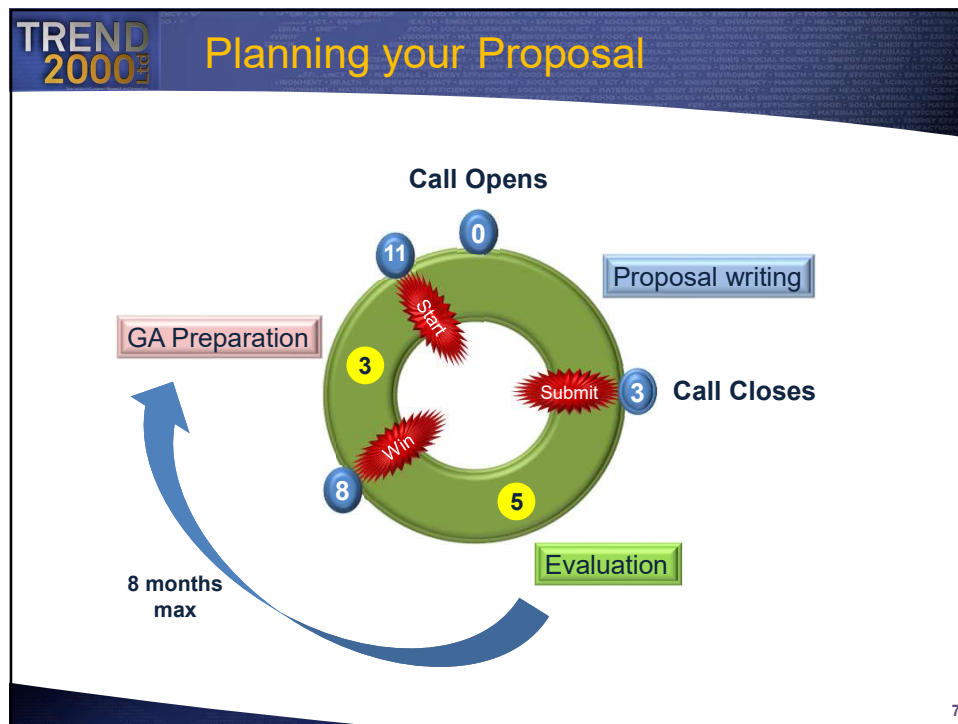 TREND
2000 Ltd
Planning your Proposal
Call Opens
0
11
Proposal writing
Start
GA Preparation
3
Submit
3
Call Closes
Win
8
5
Evaluation
8 months
max
7